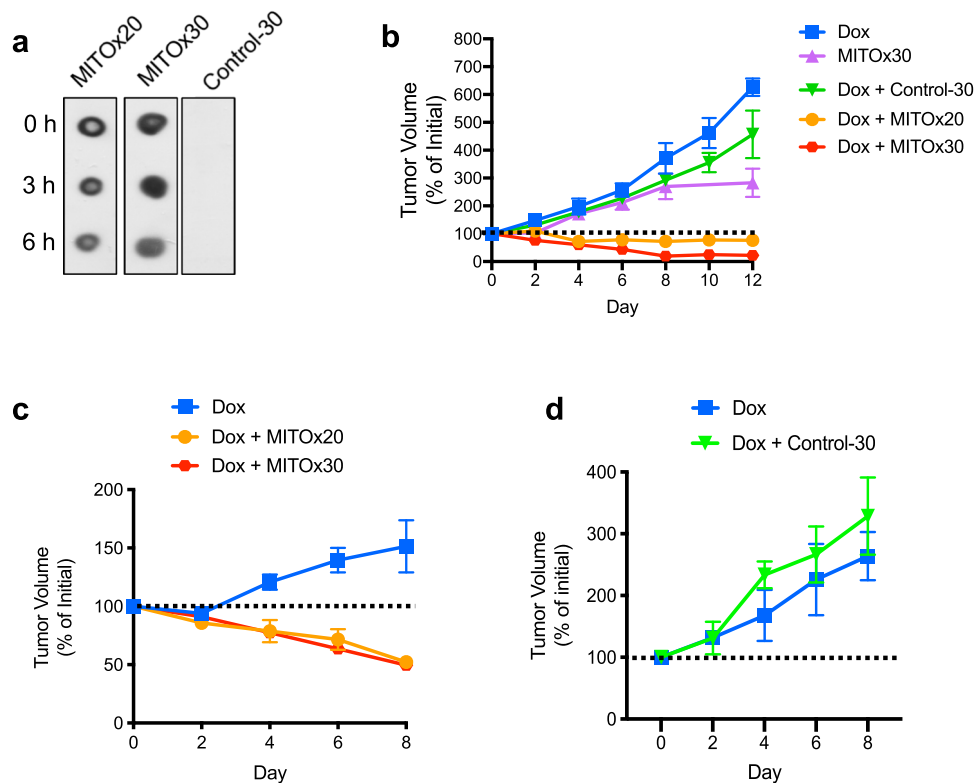 a
MITOx20
MITOx30
Control-30
0 h
3 h
6 h
b
Dox
MITOx30
Dox + Control-30
Dox + MITOx20
Dox + MITOx30
Tumor Volume
(% of Initial)
800
700
600
500
400
300
200
100
0
0 2 4 6 8 10 12
Day
c
Dox
Dox + MITOx20
Dox + MITOx30
Tumor Volume
(% of Initial)
200
150
100
50
0
0 2 4 6 8
Day
d
Dox
Dox + Control-30
Tumor Volume
(% of initial)
400
300
200
100
0
0 2 4 6 8
Day